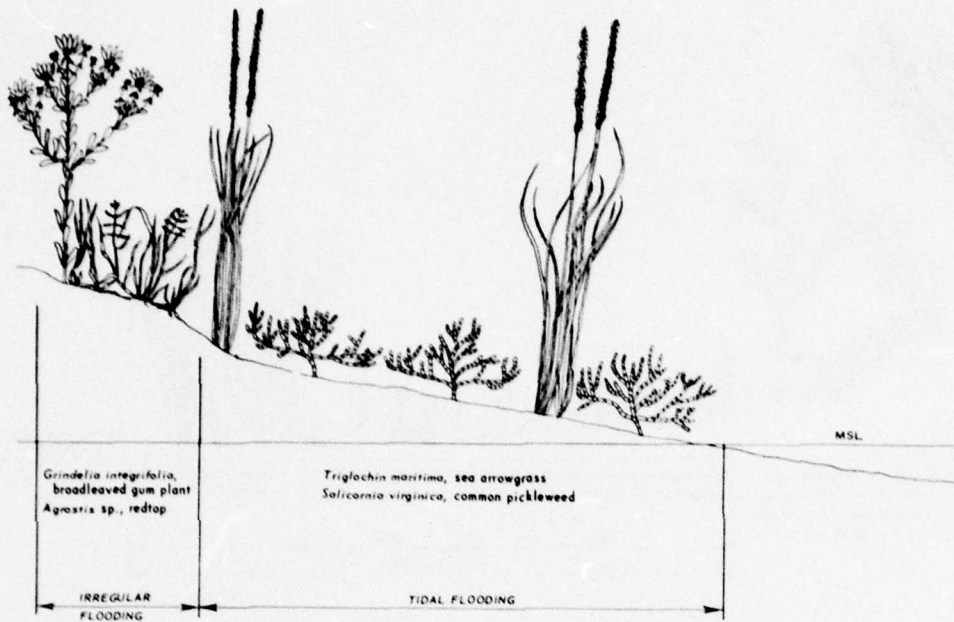 MSL
Grindelia integrifolia,
broadleaved gum plant
Agrostis sp., redtop
Triglochin maritima, sea arrowgrass
Salicornia virginica, common pickleweed
IRREGULAR
FLOODING
TIDAL FLOODING